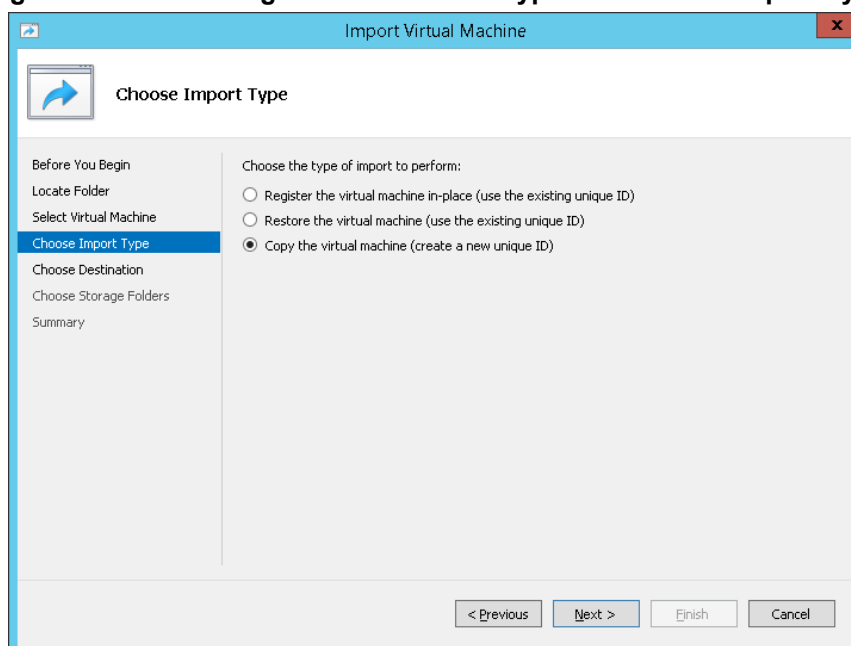 Import Virtual Machine
x
Choose Import Type
Before You Begin
Locate Folder
Select Virtual Machine
Choose Import Type
Choose Destination
Choose Storage Folders
Summary
Choose the type of import to perform:
Register the virtual machine in-place (use the existing unique ID)
Restore the virtual machine (use the existing unique ID)
Copy the virtual machine (create a new unique ID)
< Previous
Next >
Finish
Cancel